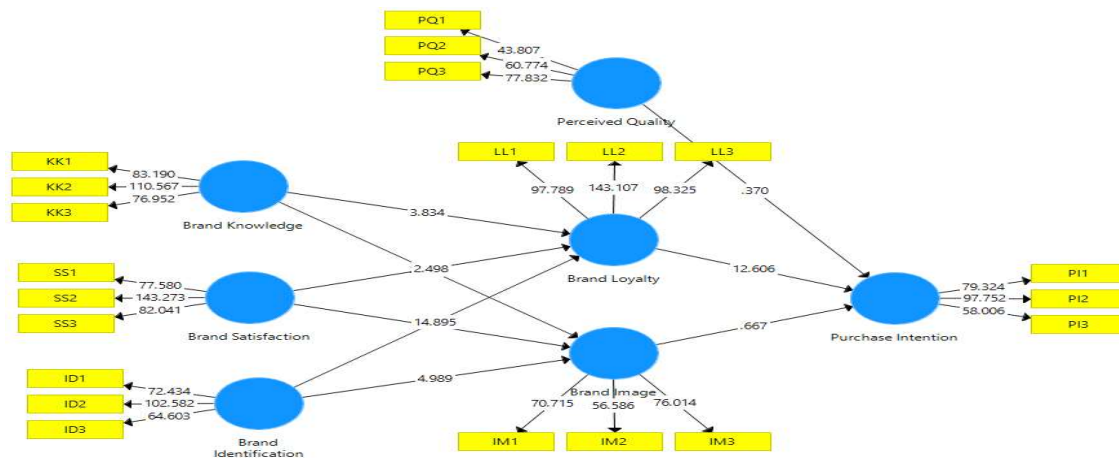 PQ1
43.807
PQ2
60.774
PQ3
77.832
Perceived Quality
LL1
LL2
LL3
97.789
143.107
98.325
.370
KK1
83.190
KK2
110.567
KK3
76.952
Brand Knowledge
3.834
Brand Loyalty
2.498
12.606
SS1
77.580
SS2
143.273
SS3
82.041
Brand Satisfaction
14.895
PI1
79.324
PI2
97.752
PI3
58.006
Purchase Intention
.667
ID1
72.434
ID2
102.582
ID3
64.603
Brand
Identification
4.989
Brand Image
70.715
56.586
76.014
IM1
IM2
IM3